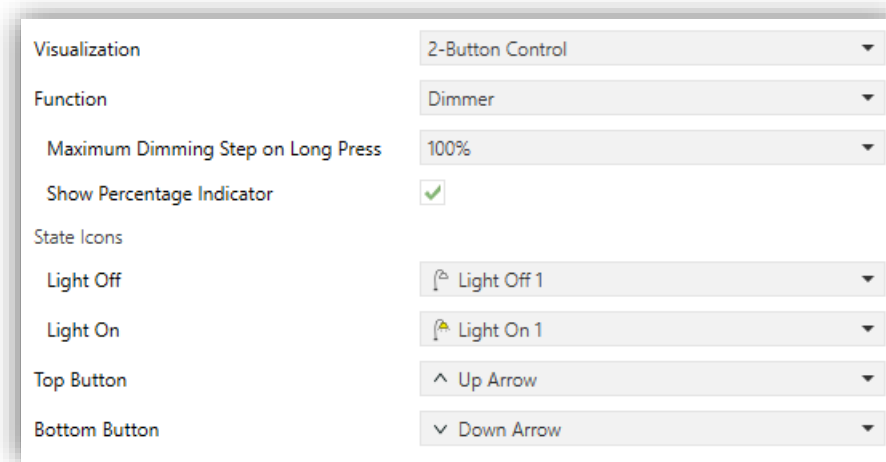 Visualization 2-Button Control
Function Dimmer
Maximum Dimming Step on Long Press 100%
Show Percentage Indicator
State Icons
Light Off Light Off 1
Light On Light On 1
Top Button Up Arrow
Bottom Button Down Arrow